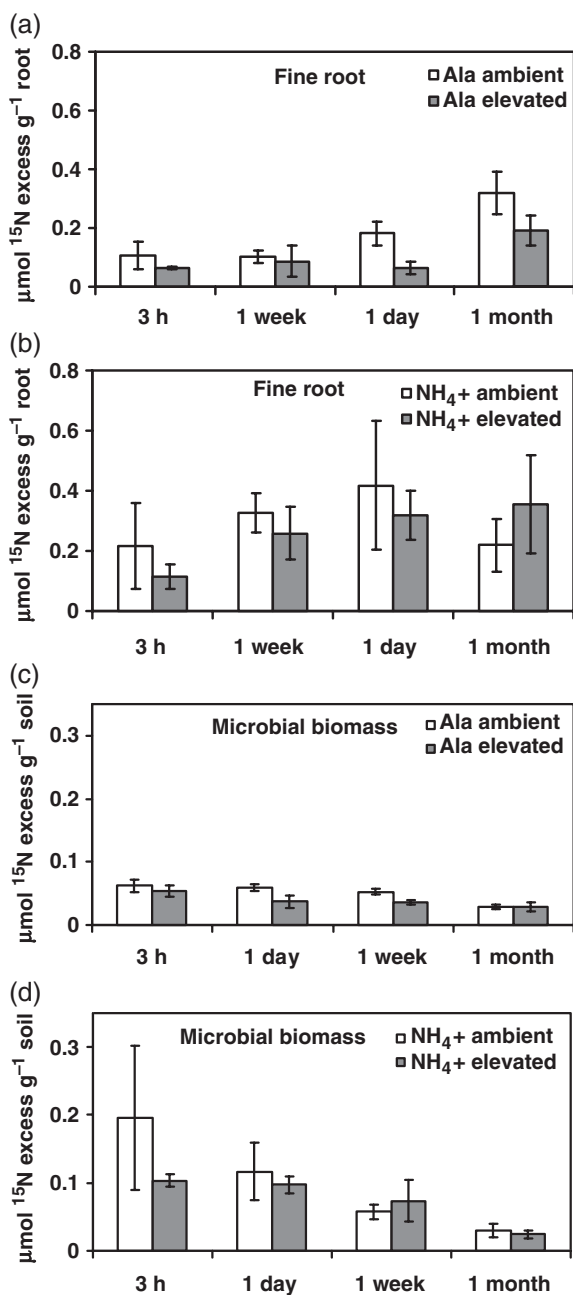 (a)
μmol ¹⁵N excess g⁻¹ root
0.8
0.6
0.4
0.2
0
Fine root
Ala ambient
Ala elevated
3 h 1 week 1 day 1 month
(b)
μmol ¹⁵N excess g⁻¹ root
0.8
0.6
0.4
0.2
0
Fine root
NH₄+ ambient
NH₄+ elevated
3 h 1 week 1 day 1 month
(c)
μmol ¹⁵N excess g⁻¹ soil
0.3
0.2
0.1
0
Microbial biomass
Ala ambient
Ala elevated
3 h 1 day 1 week 1 month
(d)
μmol ¹⁵N excess g⁻¹ soil
0.3
0.2
0.1
0
Microbial biomass
NH₄+ ambient
NH₄+ elevated
3 h 1 day 1 week 1 month